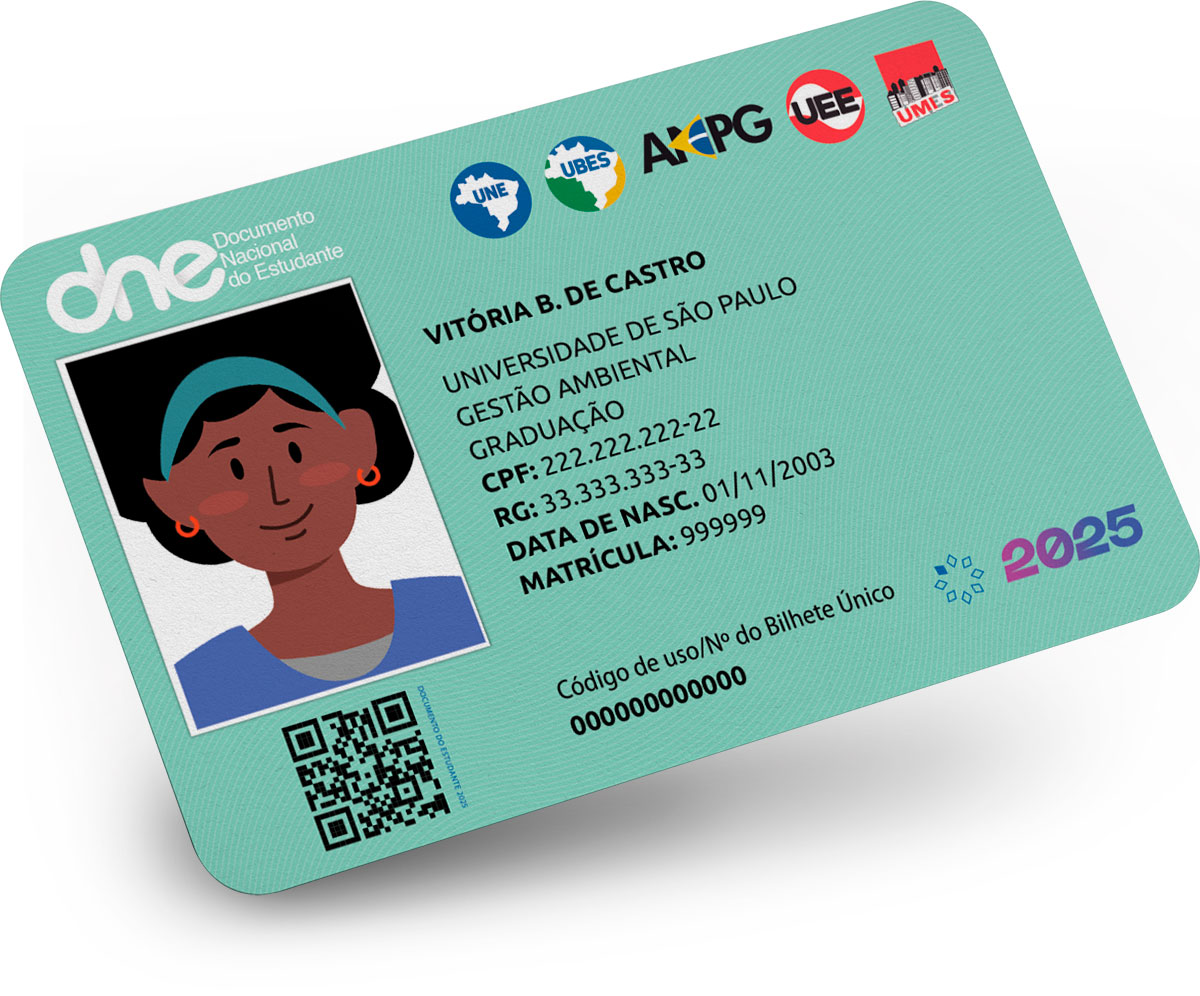 UNE
UBES
ANPG
UEE
UMES
dne
Documento
Nacional
do Estudante
VITÓRIA B. DE CASTRO
UNIVERSIDADE DE SÃO PAULO
GESTÃO AMBIENTAL
GRADUAÇÃO
CPF: 222.222.222-22
RG: 33.333.333-33
DATA DE NASC. 01/11/2003
MATRÍCULA: 999999
2025
Código de uso/Nº do Bilhete Único
00000000000
DOCUMENTO DO ESTUDANTE 2025